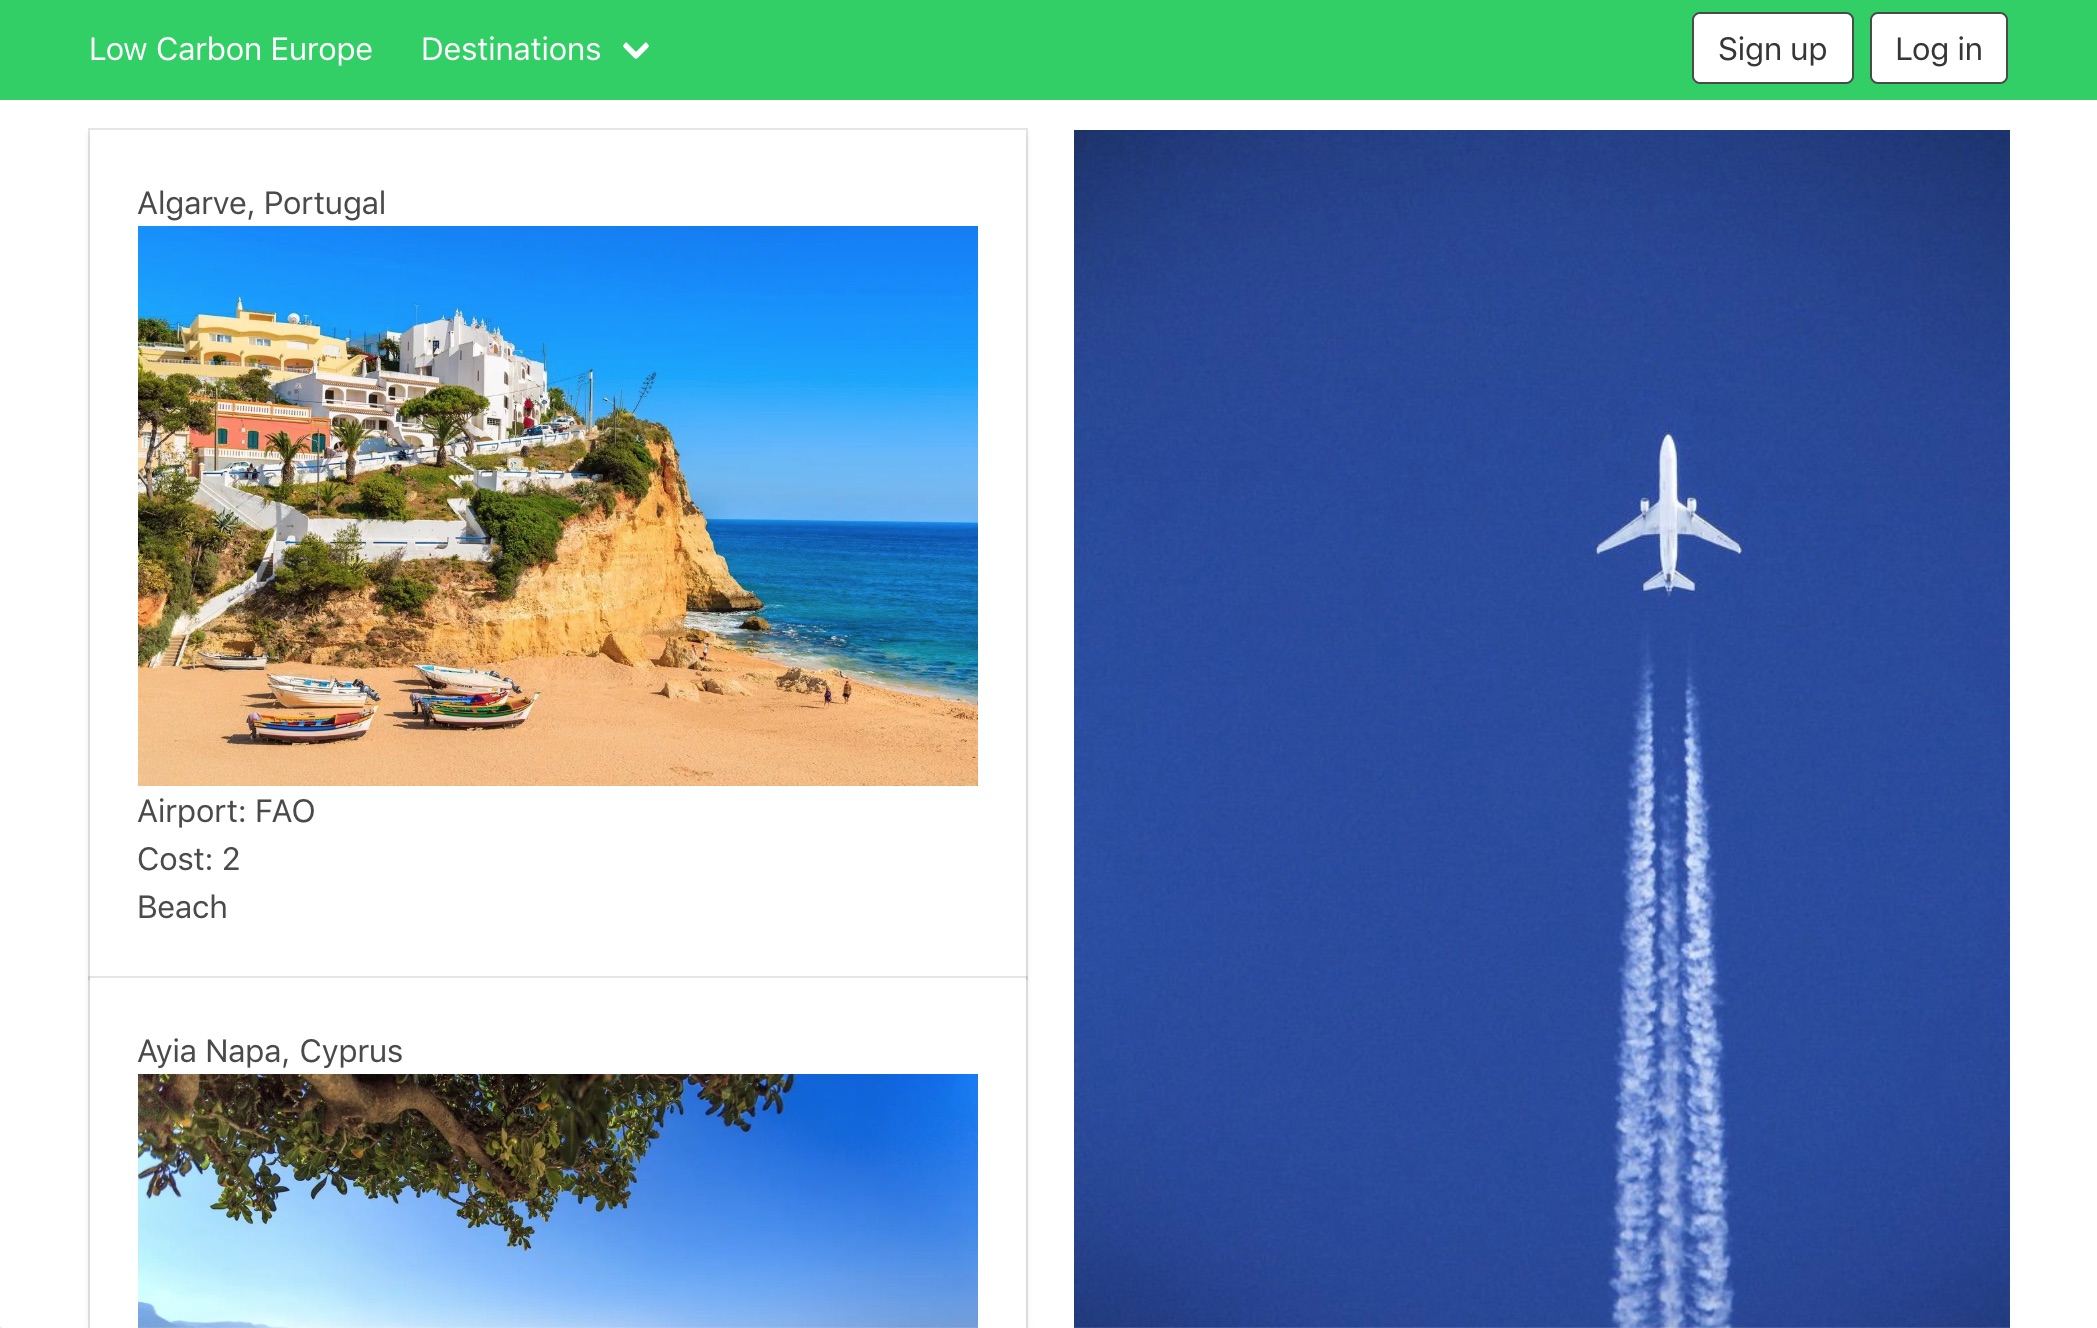 Low Carbon Europe Destinations Sign up Log in
Algarve, Portugal
Airport: FAO
Cost: 2
Beach
Ayia Napa, Cyprus